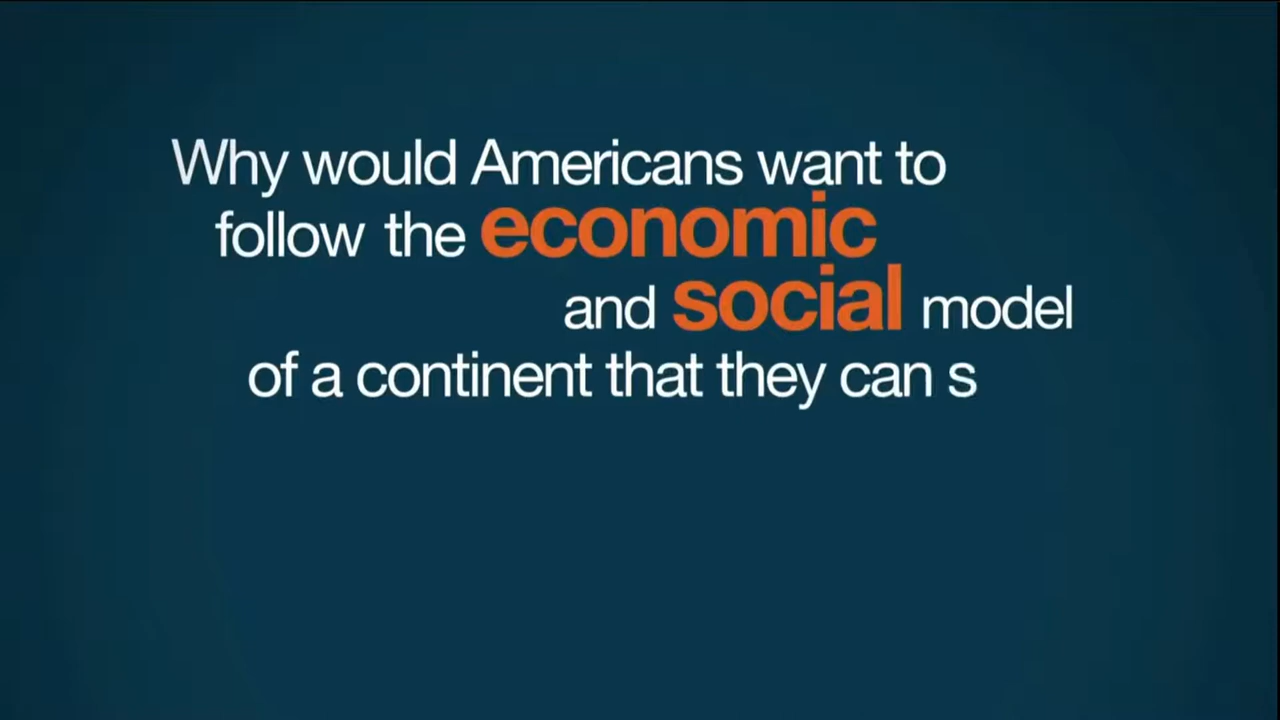 Why would Americans want to
follow the economic
and social model
of a continent that they can s